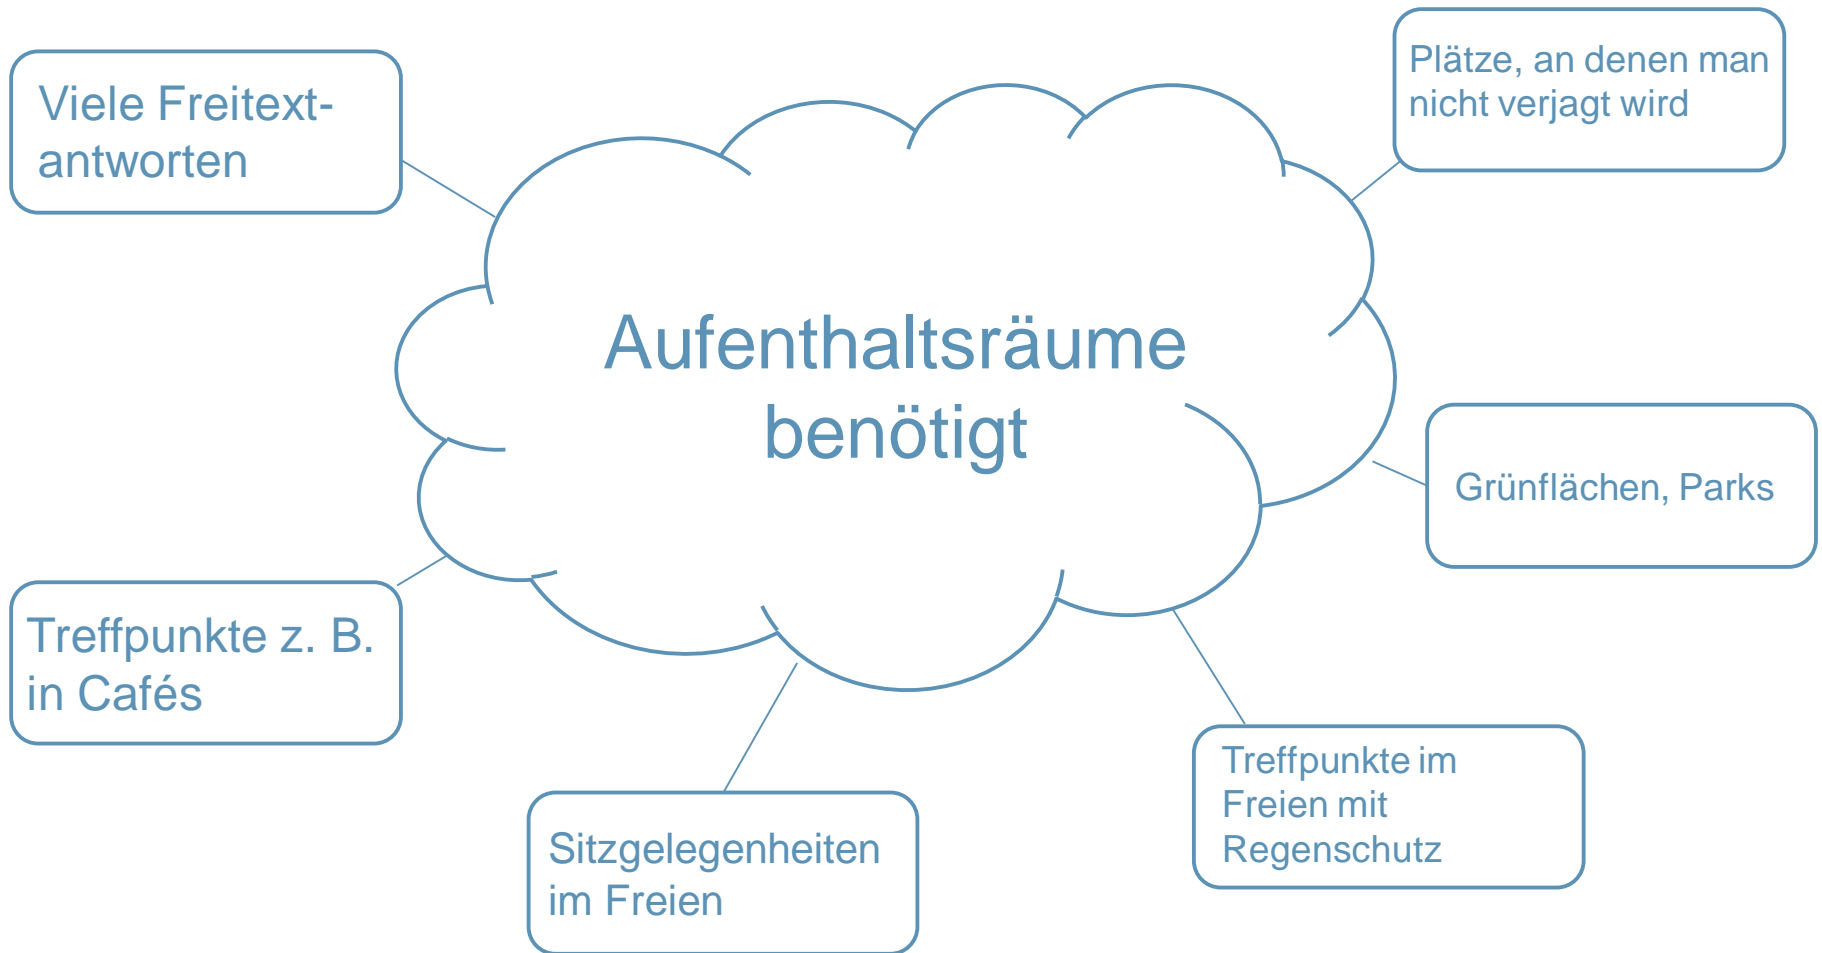 Viele Freitext-
antworten
Plätze, an denen man
nicht verjagt wird
Aufenthaltsräume
benötigt
Grünflächen, Parks
Treffpunkte z. B.
in Cafés
Treffpunkte im
Freien mit
Regenschutz
Sitzgelegenheiten
im Freien